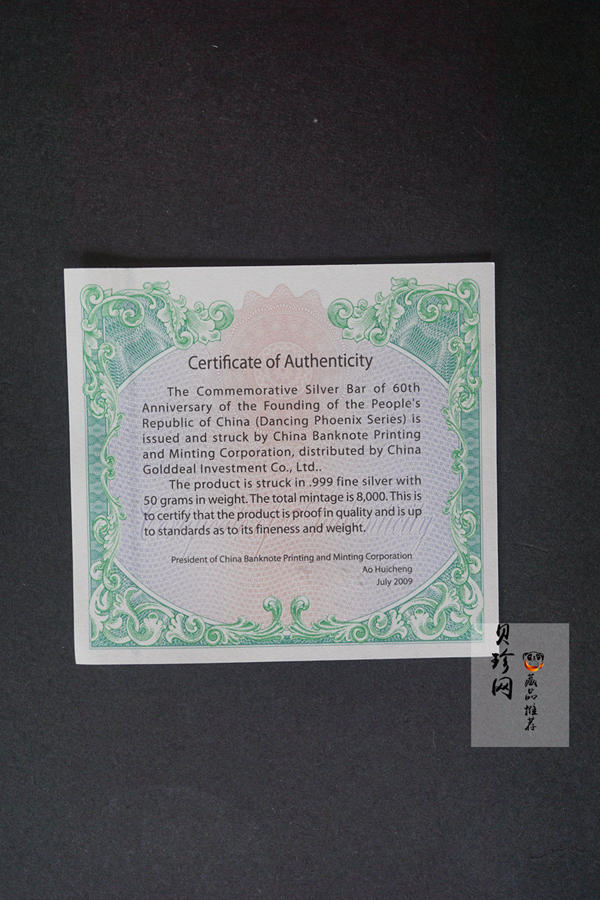 Certificate of Authenticity
The Commemorative Silver Bar of 60th
Anniversary of the Founding of the People's
Republic of China (Dancing Phoenix Series) is
issued and struck by China Banknote Printing
and Minting Corporation, distributed by China
Golddeal Investment Co., Ltd..
The product is struck in .999 fine silver with
50 grams in weight. The total mintage is 8,000. This is
to certify that the product is proof in quality and is up
to standards as to its fineness and weight.
President of China Banknote Printing and Minting Corporation
Ao Huicheng
July 2009
贝珍网
藏品推荐